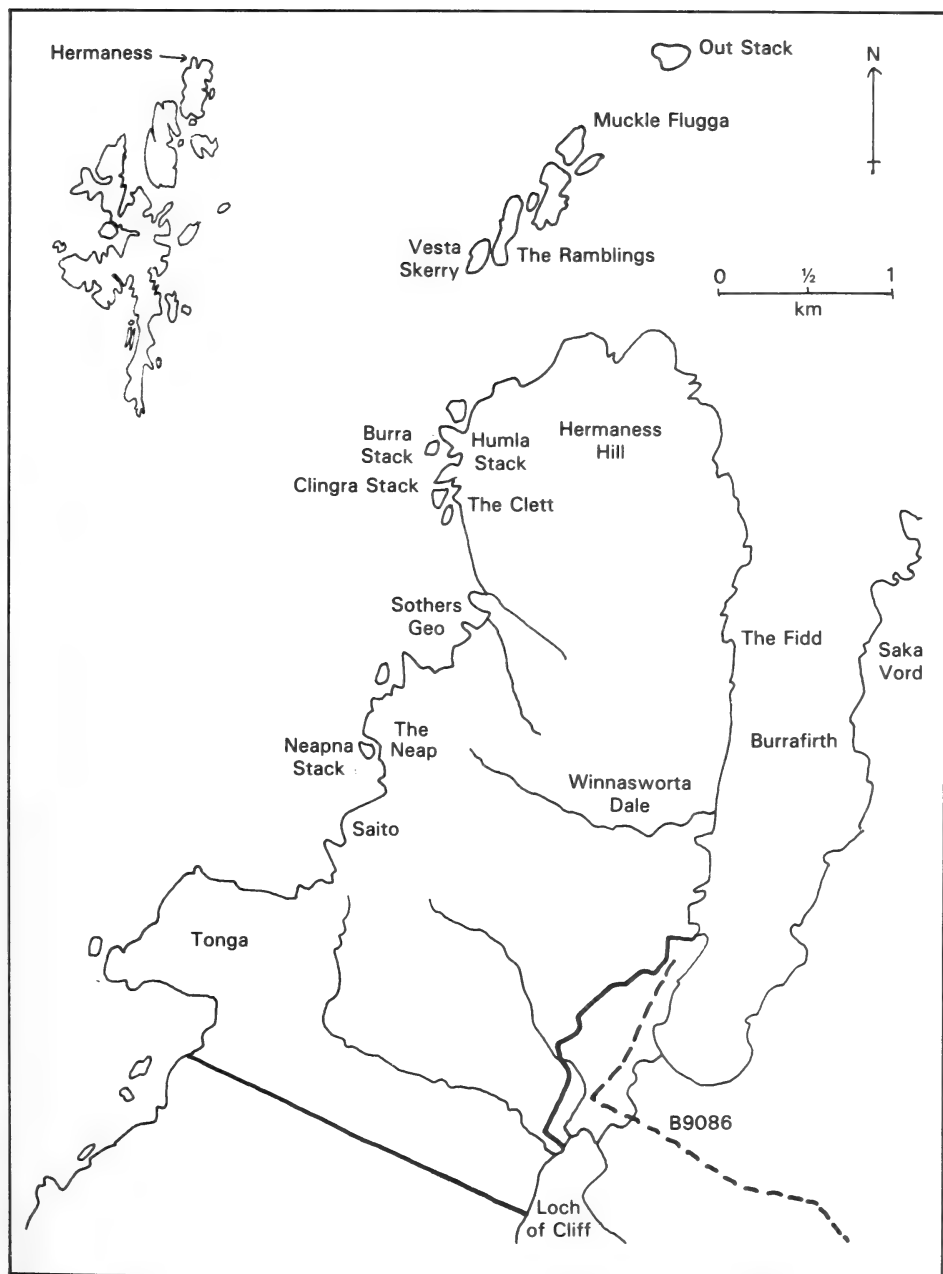 Hermaness
Out Stack
N
Muckle Flugga
Vesta
Skerry
The Ramblings
0 ½ 1
km
Hermaness
Hill
Burra
Stack
Humla
Stack
Clingra Stack
The Clett
Sothers
Geo
The Fidd
Saka
Vord
The
Neap
Neapna
Stack
Burrafirth
Winnasworta
Dale
Saito
Tonga
B9086
Loch
of Cliff